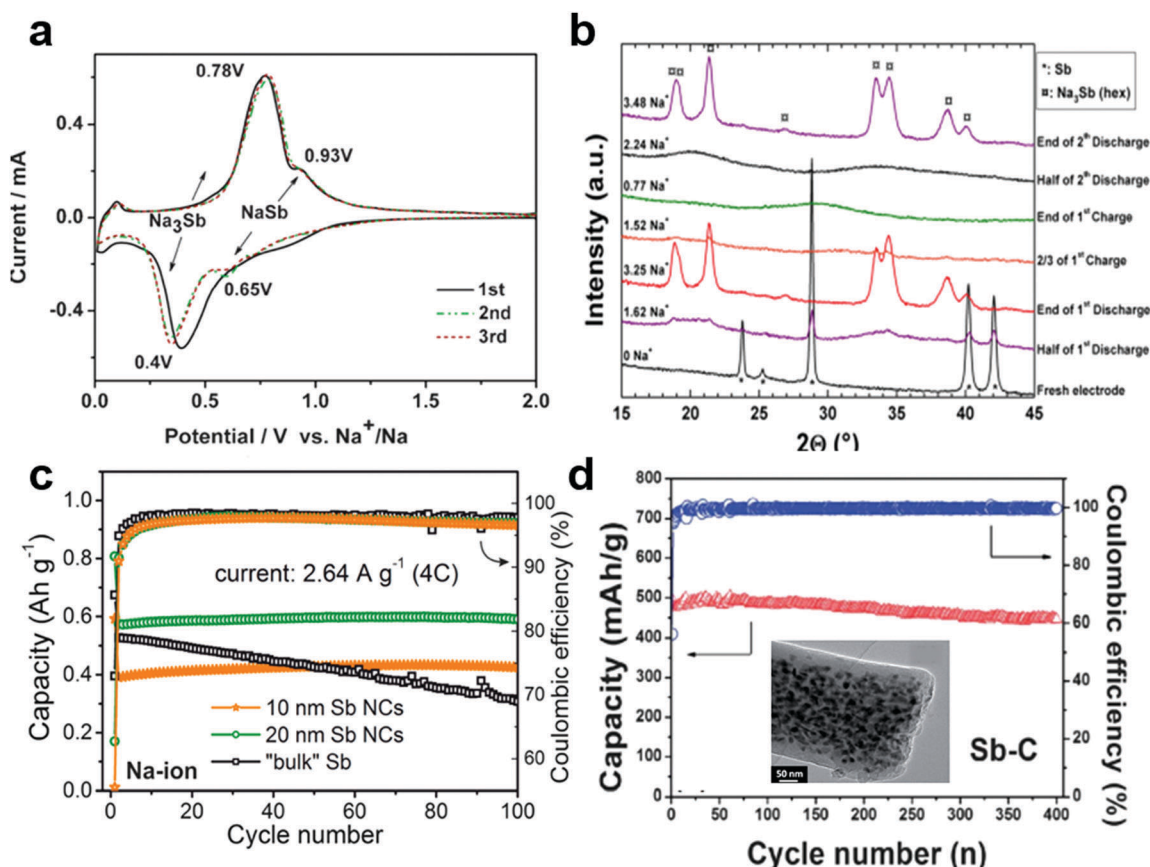 a
0.78V
0.93V
Na3Sb
NaSb
0.65V
0.4V
1st
2nd
3rd
0.4
0.0
-0.4
Current / mA
0.0 0.5 1.0 1.5 2.0
Potential / V vs. Na+/Na
b
*: Sb
¤: Na3Sb (hex)
3.48 Na+
End of 2th Discharge
2.24 Na+
Half of 2th Discharge
0.77 Na+
End of 1st Charge
1.52 Na+
2/3 of 1st Charge
3.25 Na+
End of 1st Discharge
1.62 Na+
Half of 1st Discharge
0 Na+
Fresh electrode
Intensity (a.u.)
15 20 25 30 35 40 45
2Θ (°)
c
current: 2.64 A g-1 (4C)
10 nm Sb NCs
20 nm Sb NCs
"bulk" Sb
Na-ion
1.0
0.8
0.6
0.4
0.2
0.0
Capacity (Ah g-1)
100
90
80
70
60
Coulombic efficiency (%)
0 20 40 60 80 100
Cycle number
d
800
750
700
650
600
550
500
450
400
350
300
250
200
150
100
50
0
Capacity (mAh/g)
100
80
60
40
20
0
Coulombic efficiency (%)
50 nm
Sb-C
0 50 100 150 200 250 300 350 400
Cycle number (n)